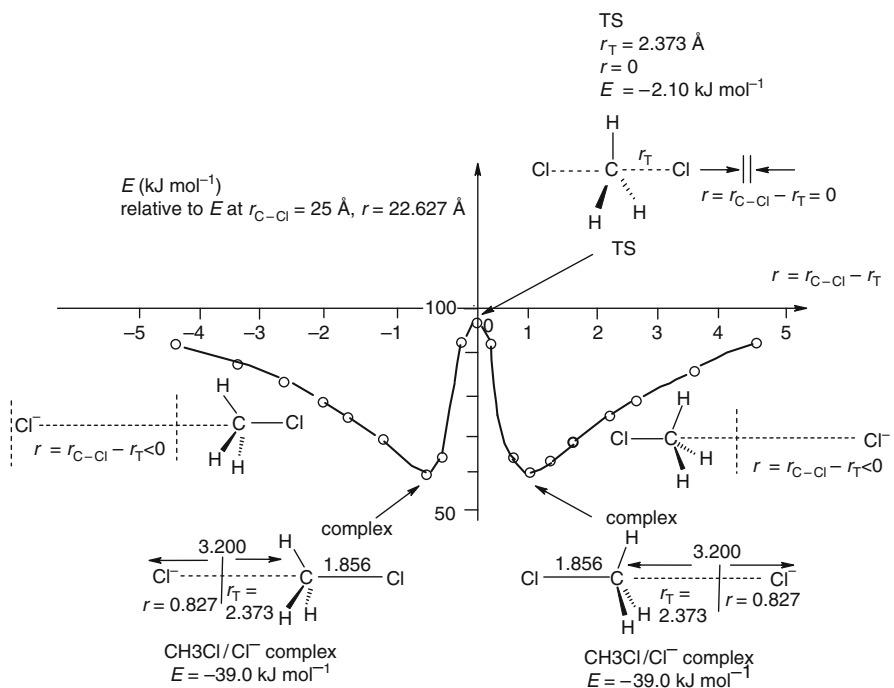 TS
r_T = 2.373 Å
r = 0
E = −2.10 kJ mol⁻¹
H
Cl C r_T Cl
r = r_C–Cl − r_T = 0
H H
E (kJ mol⁻¹)
relative to E at r_C–Cl = 25 Å, r = 22.627 Å
TS
r = r_C–Cl − r_T
100
−5 −4 −3 −2 −1 0 1 2 3 4 5
H
Cl⁻ C Cl
H H
r = r_C–Cl − r_T<0
H
Cl C H Cl⁻
H
r = r_C–Cl − r_T<0
50
complex
complex
3.200
H
1.856
Cl⁻ C Cl
r = 0.827
r_T =
2.373
H H
CH3Cl/Cl⁻ complex
E = −39.0 kJ mol⁻¹
H
3.200
1.856
Cl C Cl⁻
H
H
r_T =
2.373
r = 0.827
CH3Cl/Cl⁻ complex
E = −39.0 kJ mol⁻¹